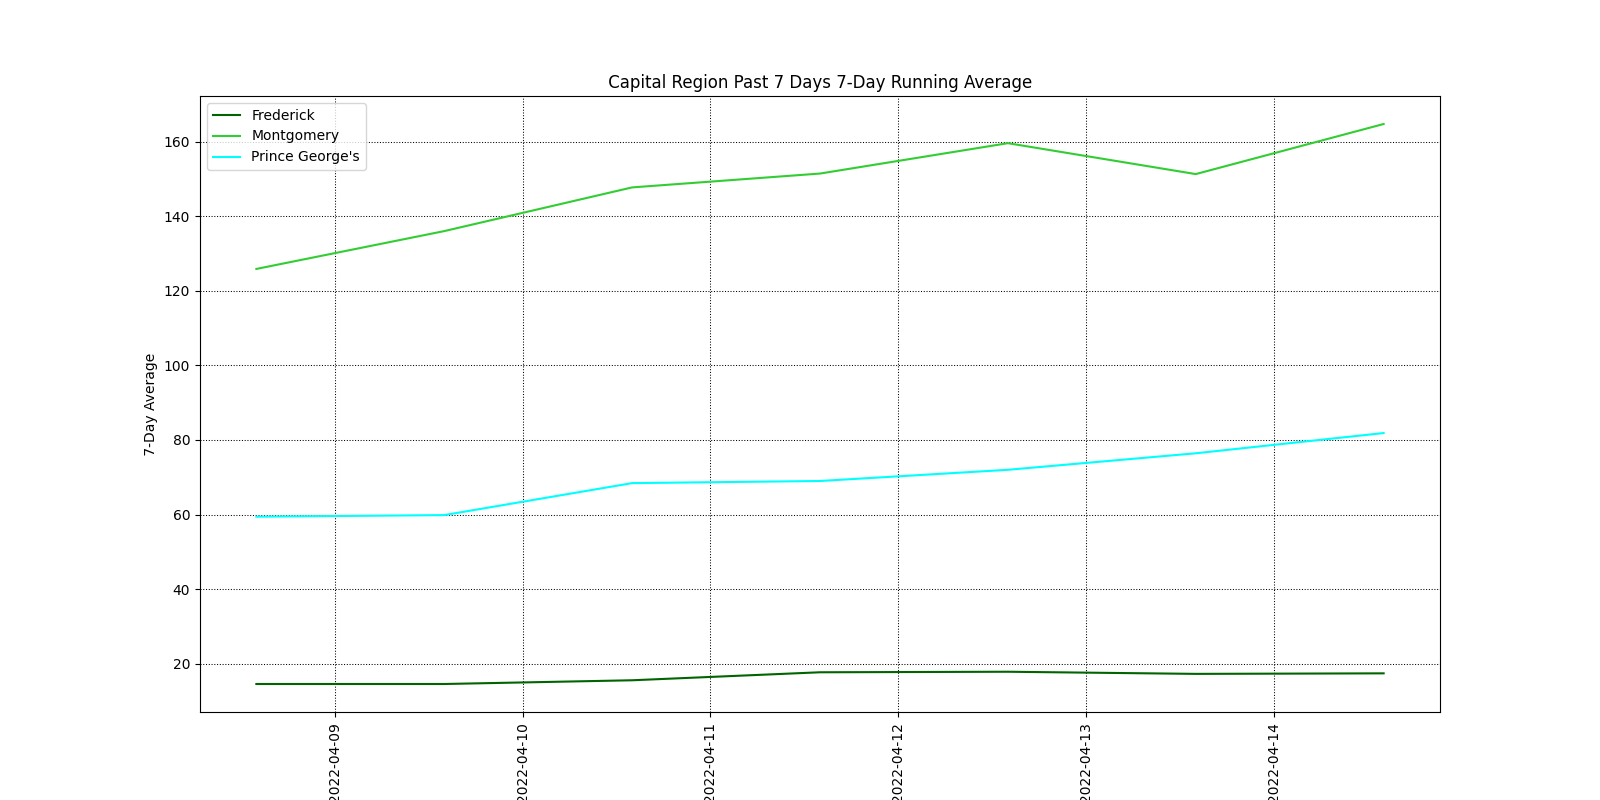 Capital Region Past 7 Days 7-Day Running Average
Frederick
Montgomery
Prince George's
7-Day Average
160
140
120
100
80
60
40
20
2022-04-09
2022-04-10
2022-04-11
2022-04-12
2022-04-13
2022-04-14